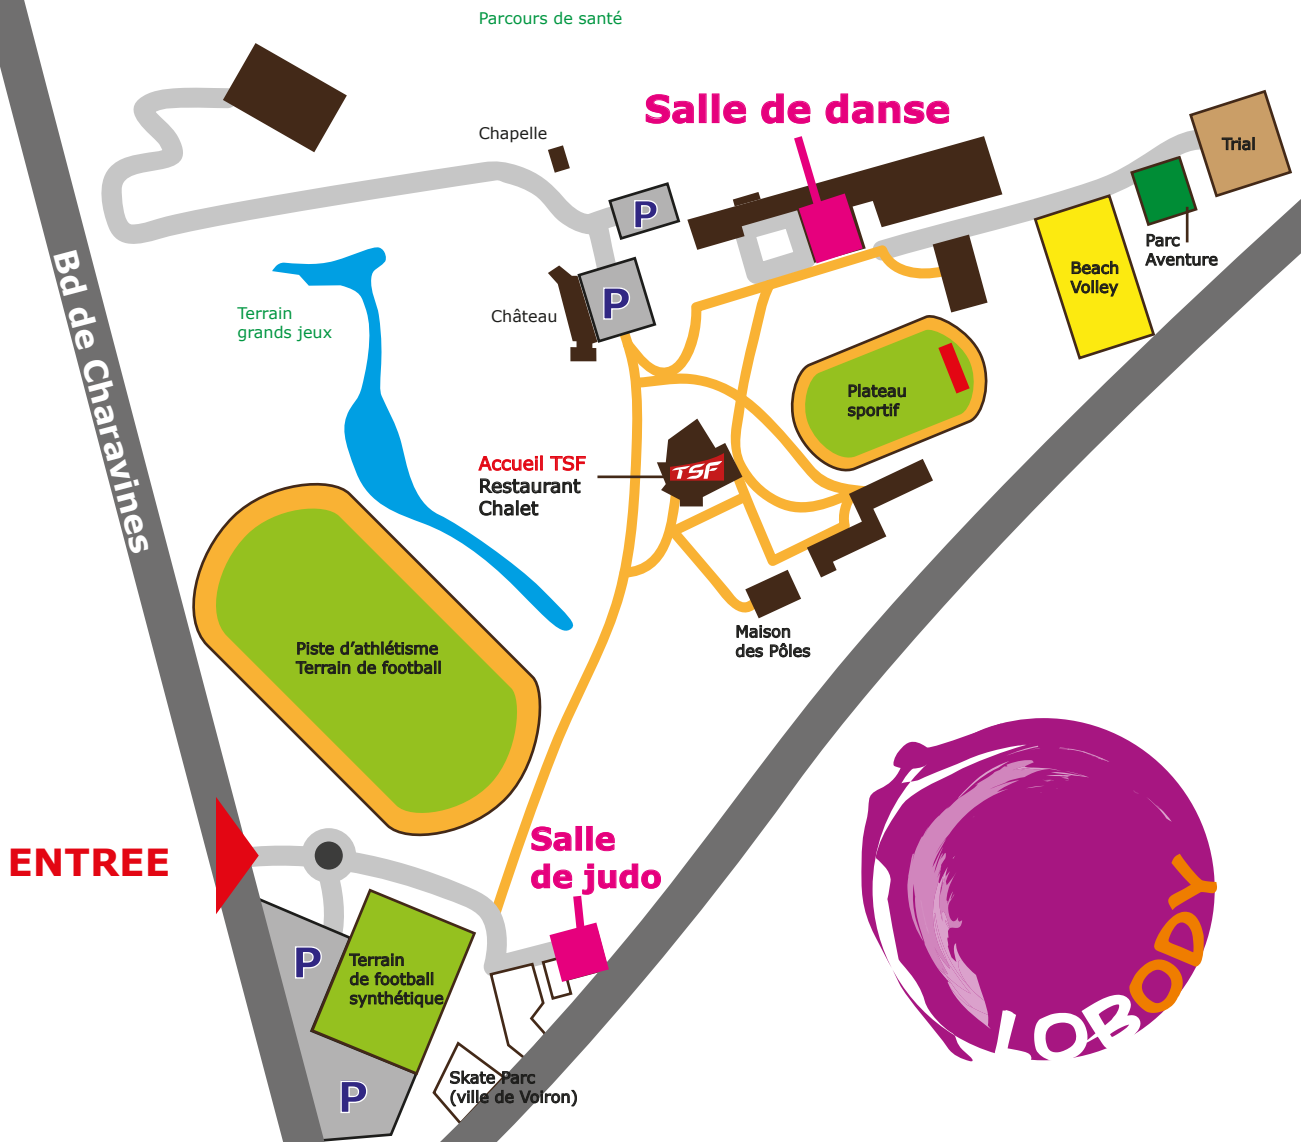 Parcours de santé
Salle de danse
Chapelle
Trial
P
Parc
Aventure
Beach
Volley
Bd de Charavines
P
Château
Terrain
grands jeux
Plateau
sportif
Accueil TSF
Restaurant
Chalet
TSF
Maison
des Pôles
Piste d’athlétisme
Terrain de football
ENTREE
Salle
de judo
P
Terrain
de football
synthétique
P
Skate Parc
(ville de Voiron)
LOBODY